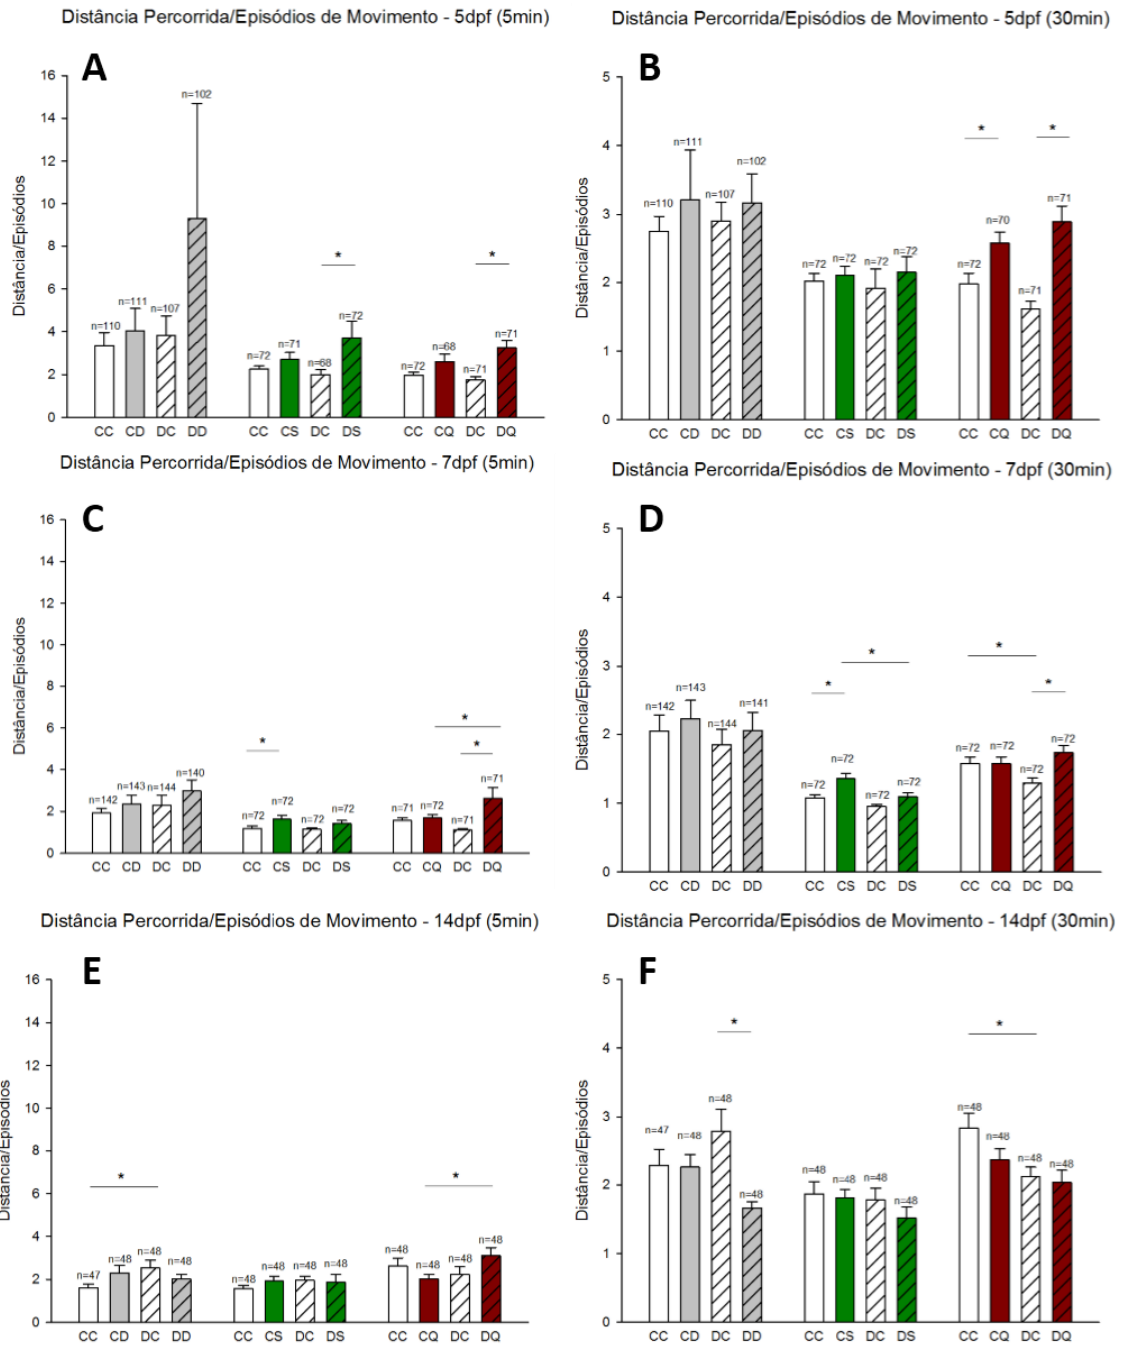 Distância Percorrida/Episódios de Movimento - 5dpf (5min)
A
Distância/Episódios
16
14
12
10
8
6
4
2
0
n=110
n=111
n=107
n=102
n=72
n=71
n=68
n=72
n=72
n=68
n=71
n=71
*
*
CC CD DC DD CC CS DC DS CC CQ DC DQ
Distância Percorrida/Episódios de Movimento - 5dpf (30min)
B
Distância/Episódios
5
4
3
2
1
0
n=110
n=111
n=107
n=102
n=72
n=72
n=72
n=72
n=72
n=70
n=71
n=71
*
*
CC CD DC DD CC CS DC DS CC CQ DC DQ
Distância Percorrida/Episódios de Movimento - 7dpf (5min)
C
Distância/Episódios
16
14
12
10
8
6
4
2
0
n=142
n=143
n=144
n=140
n=72
n=72
n=72
n=72
n=71
n=72
n=71
n=71
*
*
*
CC CD DC DD CC CS DC DS CC CQ DC DQ
Distância Percorrida/Episódios de Movimento - 7dpf (30min)
D
Distância/Episódios
5
4
3
2
1
0
n=142
n=143
n=144
n=141
n=72
n=72
n=72
n=72
n=72
n=72
n=72
n=72
*
*
*
*
CC CD DC DD CC CS DC DS CC CQ DC DQ
Distância Percorrida/Episódios de Movimento - 14dpf (5min)
E
Distância/Episódios
16
14
12
10
8
6
4
2
0
n=47
n=48
n=48
n=48
n=48
n=48
n=48
n=48
n=48
n=48
n=48
n=48
*
*
CC CD DC DD CC CS DC DS CC CQ DC DQ
Distância Percorrida/Episódios de Movimento - 14dpf (30min)
F
Distância/Episódios
5
4
3
2
1
0
n=47
n=48
n=48
n=48
n=48
n=48
n=48
n=48
n=48
n=48
n=48
n=48
*
*
CC CD DC DD CC CS DC DS CC CQ DC DQ